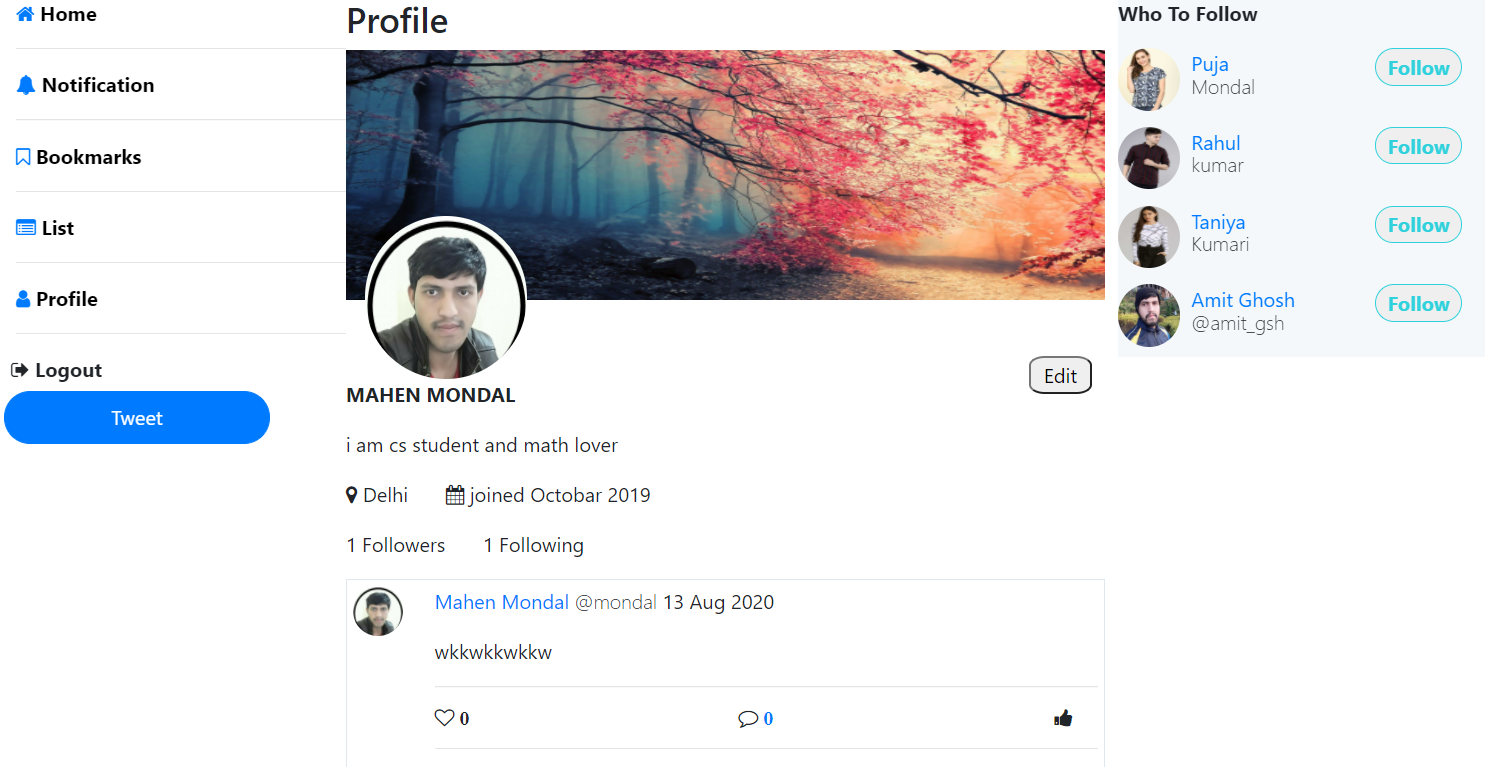 Home
Notification
Bookmarks
List
Profile
Logout
Tweet
Profile
MAHEN MONDAL
Edit
i am cs student and math lover
Delhi joined Octobar 2019
1 Followers 1 Following
Mahen Mondal @mondal 13 Aug 2020
wkkwkkwkkw
0 0
Who To Follow
Puja Follow
Mondal
Rahul Follow
kumar
Taniya Follow
Kumari
Amit Ghosh Follow
@amit_gsh